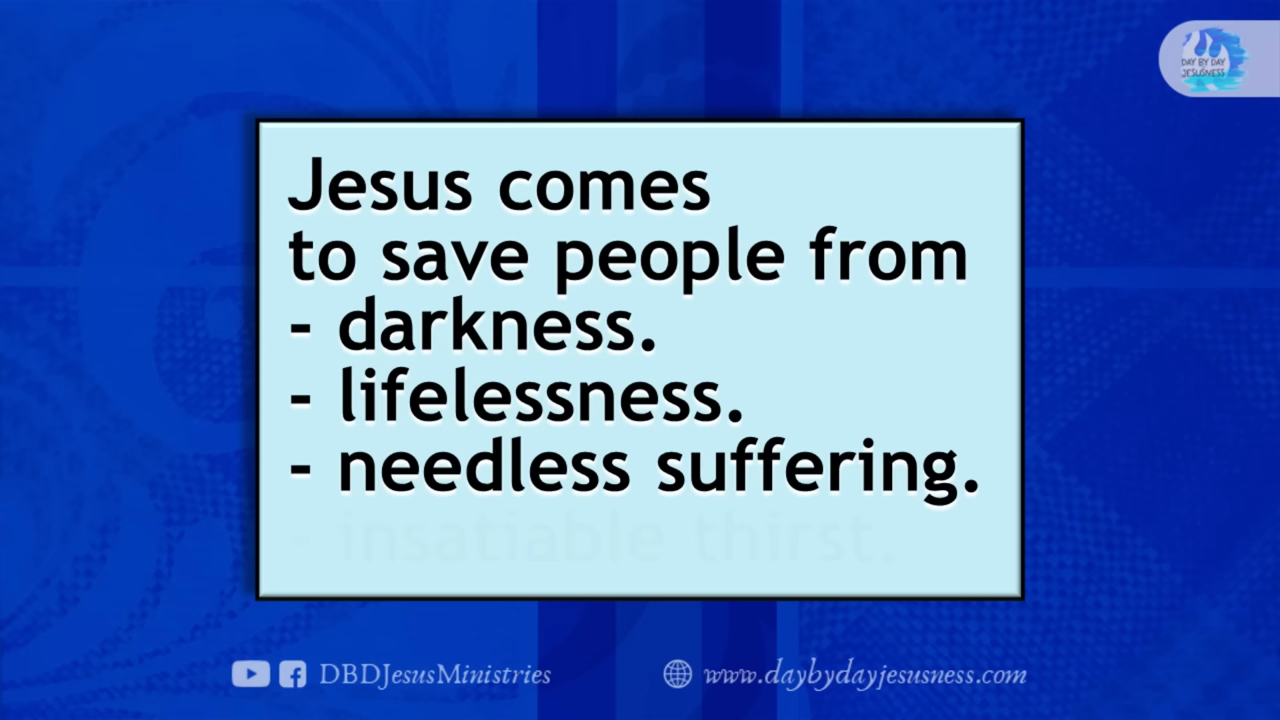 DAY BY DAY
JESUSNESS
Jesus comes
to save people from
- darkness.
- lifelessness.
- needless suffering.
- insatiable thirst.
DBDJesusMinistries
www.daybydayjesusness.com